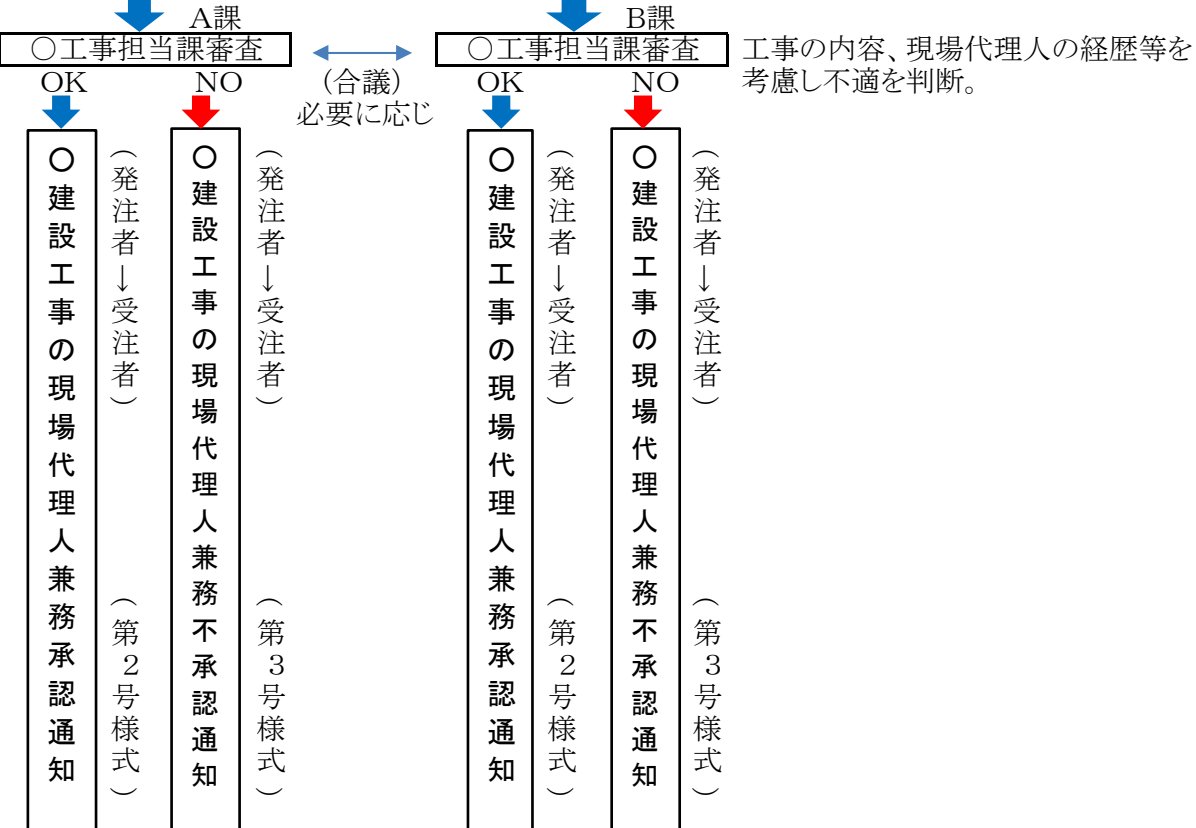 A課
○工事担当課審査
OK
NO
(合議)
必要に応じ
B課
○工事担当課審査
OK
NO
工事の内容、現場代理人の経歴等を
考慮し不適を判断。
○建設工事の現場代理人兼務承認通知
(発注者→受注者)
(第2号様式)
○建設工事の現場代理人兼務不承認通知
(発注者→受注者)
(第3号様式)
○建設工事の現場代理人兼務承認通知
(発注者→受注者)
(第2号様式)
○建設工事の現場代理人兼務不承認通知
(発注者→受注者)
(第3号様式)